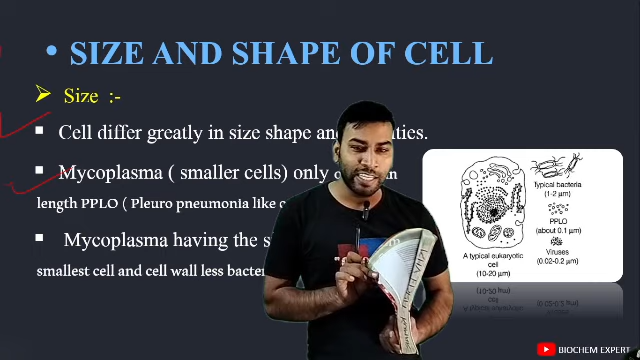 • SIZE AND SHAPE OF CELL
Size :-
Cell differ greatly in size shape and
Mycoplasma ( smaller cells) only
length PPLO ( Pleuro pneumonia like
Mycoplasma having the
smallest cell and cell wall less
Typical bacteria
(1-2 μm)
PPLO
(about 0.1 μm)
Viruses
(0.02-0.2 μm)
A typical eukaryotic
cell
(10-20 μm)
BIOCHEM EXPERT